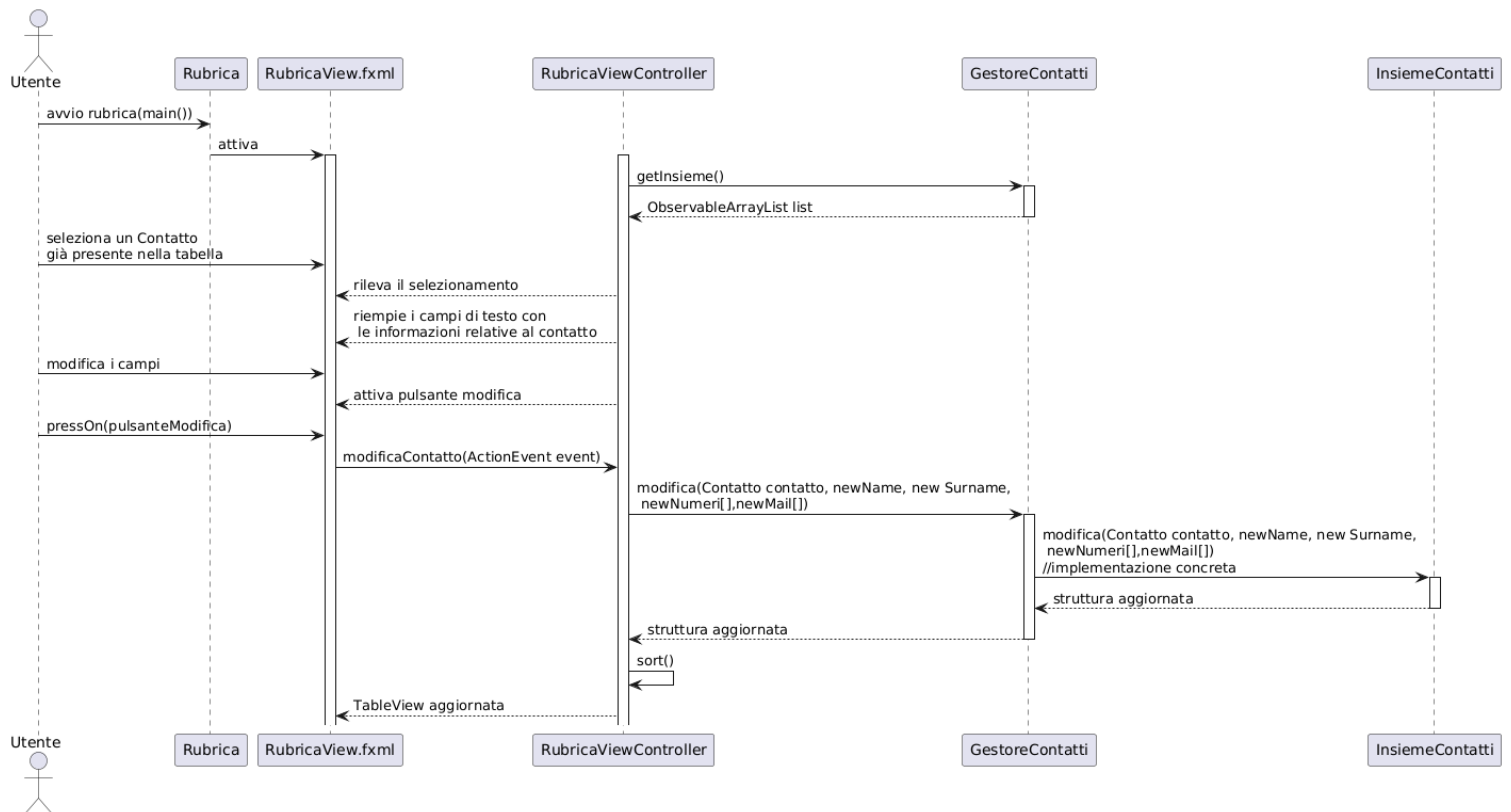 Utente
Rubrica
RubricaView.fxml
RubricaViewController
GestoreContatti
InsiemeContatti
avvio rubrica(main())
attiva
getInsieme()
ObservableArrayList list
seleziona un Contatto
già presente nella tabella
rileva il selezionamento
riempie i campi di testo con
le informazioni relative al contatto
modifica i campi
attiva pulsante modifica
pressOn(pulsanteModifica)
modificaContatto(ActionEvent event)
modifica(Contatto contatto, newName, new Surname,
newNumeri[],newMail[])
modifica(Contatto contatto, newName, new Surname,
newNumeri[],newMail[])
//implementazione concreta
struttura aggiornata
struttura aggiornata
sort()
TableView aggiornata
Utente
Rubrica
RubricaView.fxml
RubricaViewController
GestoreContatti
InsiemeContatti